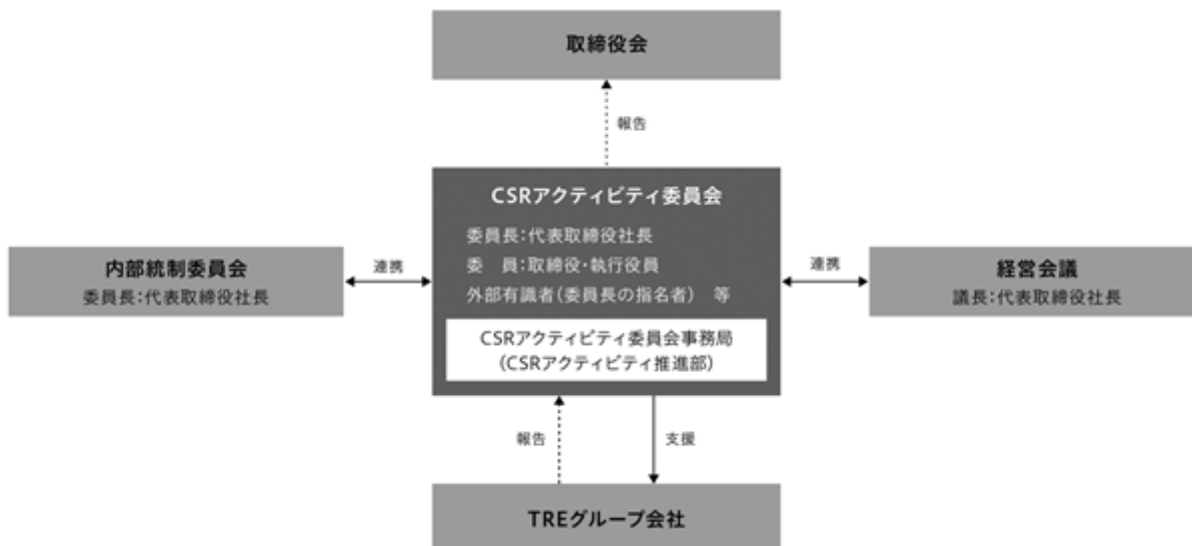 取締役会
報告
CSRアクティビティ委員会
委員長:代表取締役社長
委　員:取締役・執行役員
外部有識者(委員長の指名者)　等
CSRアクティビティ委員会事務局
(CSRアクティビティ推進部)
内部統制委員会
委員長:代表取締役社長
連携
連携
経営会議
議長:代表取締役社長
報告
支援
TREグループ会社